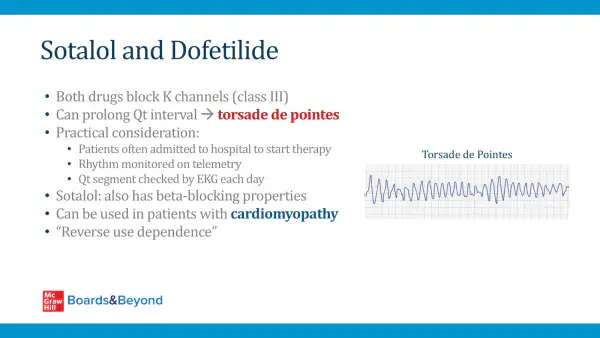 Sotalol and Dofetilide
• Both drugs block K channels (class III)
• Can prolong Qt interval → torsade de pointes
• Practical consideration:
• Patients often admitted to hospital to start therapy
• Rhythm monitored on telemetry
• Qt segment checked by EKG each day
• Sotalol: also has beta-blocking properties
• Can be used in patients with cardiomyopathy
• “Reverse use dependence”
Torsade de Pointes
Mc
Graw
Hill
Boards&Beyond